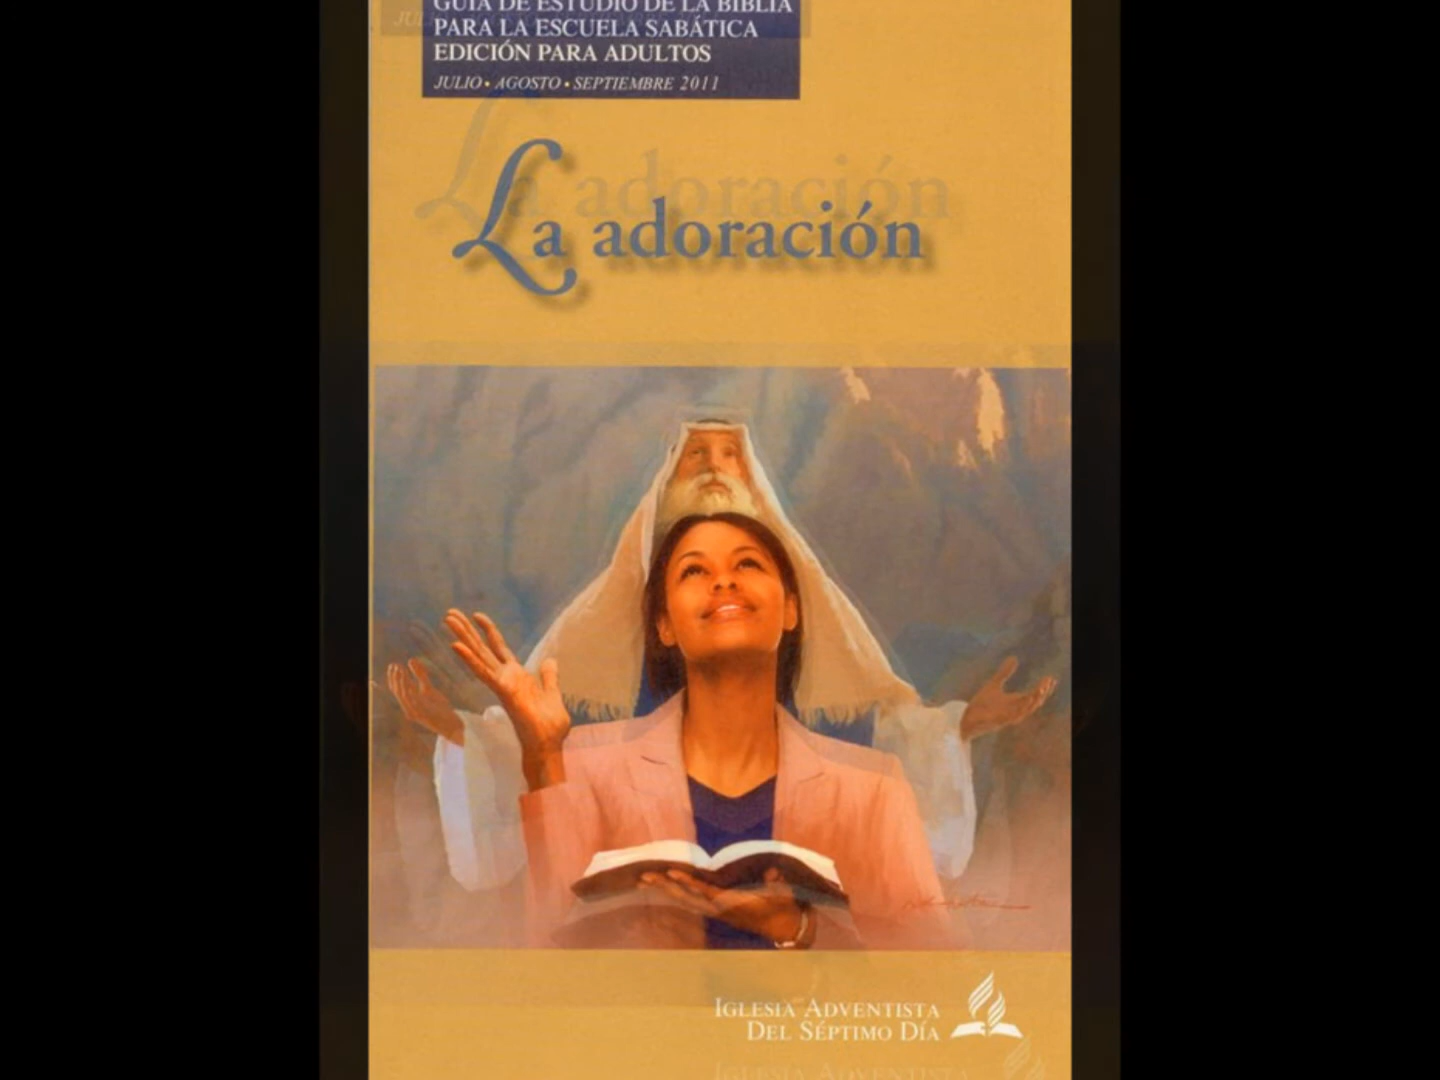 GUÍA DE ESTUDIO DE LA BIBLIA
PARA LA ESCUELA SABÁTICA
EDICIÓN PARA ADULTOS
JULIO • AGOSTO • SEPTIEMBRE 2011
La adoración
IGLESIA ADVENTISTA
DEL SÉPTIMO DÍA